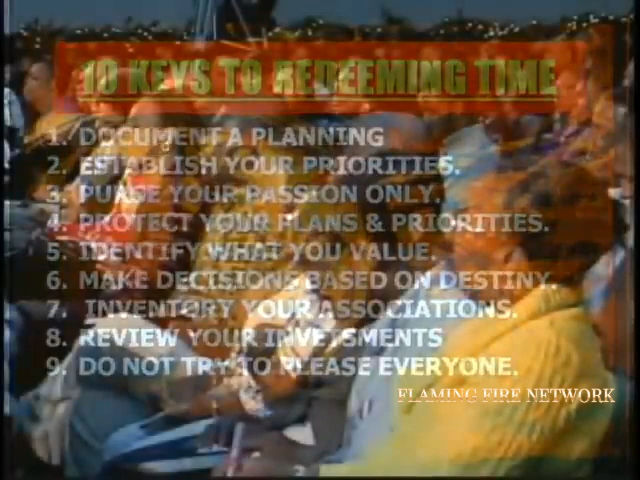 10 KEYS TO REDEEMING TIME
1. DOCUMENT A PLANNING
2. ESTABLISH YOUR PRIORITIES.
3. YOUR PASSION ONLY.
4. PROTECT YOUR PLANS & PRIORITIES.
5. IDENTIFY WHAT YOU VALUE.
6. MAKE DECISIONS BASED ON DESTINY.
7. INVENTORY YOUR ASSOCIATIONS.
8. REVIEW YOUR INVETSMENTS
9. DO NOT TRY TO PLEASE EVERYONE.
FLAMING FIRE NETWORK